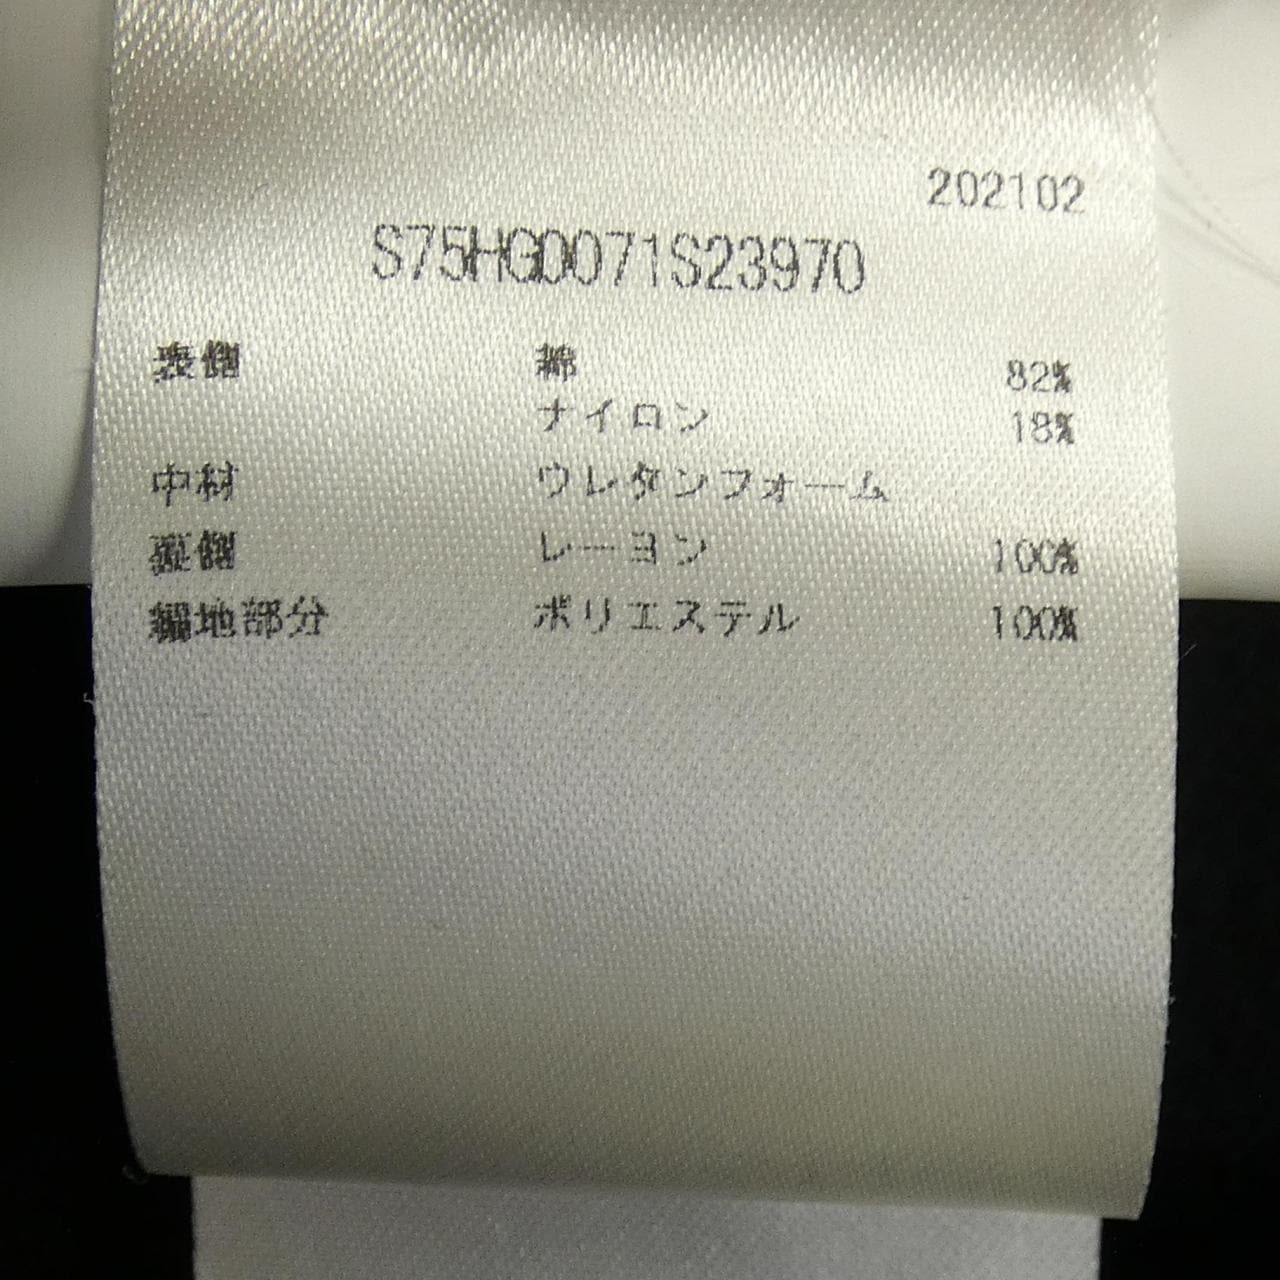 202102
S75HG0071S23970
表側 綿 82%
ナイロン 18%
中材 ウレタンフォーム
裏側 レーヨン 100%
編地部分 ポリエステル 100%